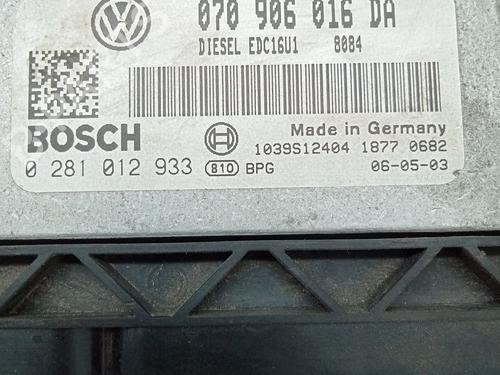 070 906 016 DA
DIESEL EDC16U1 8084
BOSCH
Made in Germany
1039S12404 1877 0682
0 281 012 933 810 BPG 06-05-03